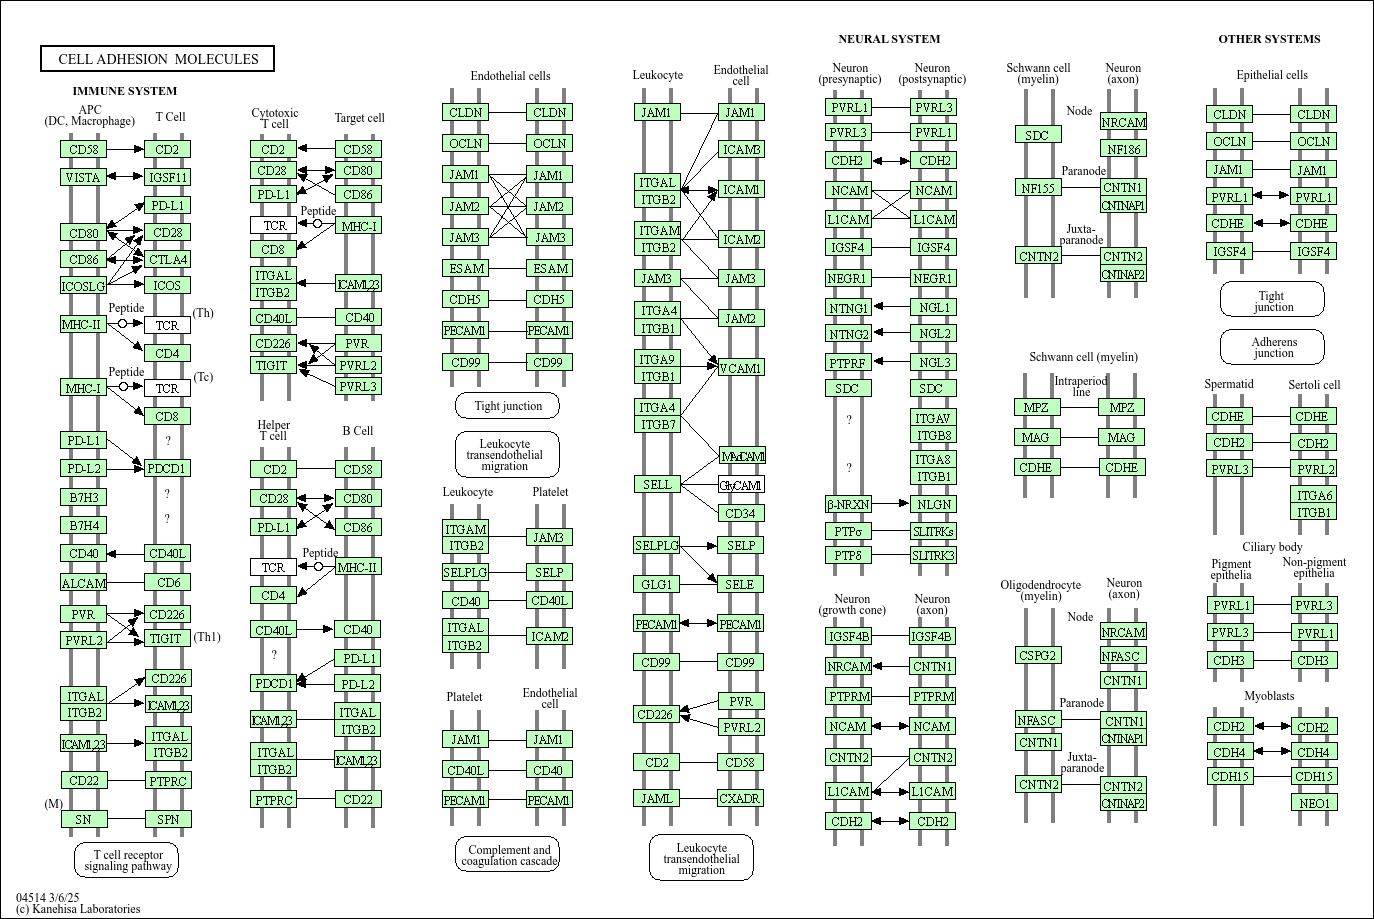 CELL ADHESION MOLECULES
IMMUNE SYSTEM
APC
(DC, Macrophage)
T Cell
CD58
CD2
VISTA
IGSF11
PD-L1
CD80
CD28
CD86
CTLA4
ICOSLG
ICOS
Peptide
(Th)
MHC-II
TCR
CD4
Peptide
(Tc)
MHC-I
TCR
CD8
PD-L1
?
PD-L2
PDCD1
B7H3
?
B7H4
?
CD40
CD40L
ALCAM
CD6
PVR
CD226
PVRL2
TIGIT
(Th1)
CD226
ITGAL
ITGB2
ICAM1,2,3
ICAM1,2,3
ITGAL
ITGB2
CD22
PTPRC
(M)
SN
SPN
T cell receptor
signaling pathway
04514 3/6/25
(c) Kanehisa Laboratories
Cytotoxic
T cell
Target cell
CD2
CD58
CD28
CD80
PD-L1
CD86
Peptide
TCR
MHC-I
CD8
ITGAL
ITGB2
ICAM1,2,3
CD40L
CD40
CD226
PVR
TIGIT
PVRL2
PVRL3
Helper
T cell
B Cell
CD2
CD58
CD28
CD80
PD-L1
CD86
Peptide
TCR
MHC-II
CD4
CD40L
CD40
?
PD-L1
PDCD1
PD-L2
ICAM1,2,3
ITGAL
ITGB2
ITGAL
ITGB2
ICAM1,2,3
PTPRC
CD22
Endothelial cells
CLDN
CLDN
OCLN
OCLN
JAM1
JAM1
JAM2
JAM2
JAM3
JAM3
ESAM
ESAM
CDH5
CDH5
PECAM1
PECAM1
CD99
CD99
Tight junction
Leukocyte
transendothelial
migration
Leukocyte
Platelet
ITGAM
ITGB2
JAM3
SELPLG
SELP
CD40
CD40L
ITGAL
ITGB2
ICAM2
Platelet
Endothelial
cell
JAM1
JAM1
CD40L
CD40
PECAM1
PECAM1
Complement and
coagulation cascade
Leukocyte
Endothelial
cell
JAM1
JAM1
ICAM3
ITGAL
ITGB2
ICAM1
ITGAM
ITGB2
ICAM2
JAM3
JAM3
ITGA4
ITGB1
JAM2
ITGA9
ITGB1
VCAM1
ITGA4
ITGB7
MAdCAM1
SELL
GlyCAM1
CD34
SELPLG
SELP
GLG1
SELE
PECAM1
PECAM1
CD99
CD99
PVR
CD226
PVRL2
CD2
CD58
JAML
CXADR
Leukocyte
transendothelial
migration
NEURAL SYSTEM
Neuron
(presynaptic)
Neuron
(postsynaptic)
PVRL1
PVRL3
PVRL3
PVRL1
CDH2
CDH2
NCAM
NCAM
L1CAM
L1CAM
IGSF4
IGSF4
NEGR1
NEGR1
NTNG1
NGL1
NTNG2
NGL2
PTPRF
NGL3
SDC
SDC
?
ITGAV
ITGB8
?
ITGA8
ITGB1
β-NRXN
NLGN
PTPσ
SLITRKs
PTPδ
SLITRK3
Neuron
(growth cone)
Neuron
(axon)
IGSF4B
IGSF4B
NRCAM
CNTN1
PTPRM
PTPRM
NCAM
NCAM
CNTN2
CNTN2
L1CAM
L1CAM
CDH2
CDH2
Schwann cell
(myelin)
Neuron
(axon)
Node
NRCAM
SDC
NF186
Paranode
NF155
CNTN1
CNTNAP1
Juxta-
paranode
CNTN2
CNTN2
CNTNAP2
Schwann cell (myelin)
Intraperiod
line
MPZ
MPZ
MAG
MAG
CDHE
CDHE
Oligodendrocyte
(myelin)
Neuron
(axon)
Node
NRCAM
CSPG2
NFASC
CNTN1
Paranode
NFASC
CNTN1
CNTN1
CNTNAP1
Juxta-
paranode
CNTN2
CNTN2
CNTNAP2
OTHER SYSTEMS
Epithelial cells
CLDN
CLDN
OCLN
OCLN
JAM1
JAM1
PVRL1
PVRL1
CDHE
CDHE
IGSF4
IGSF4
Tight
junction
Adherens
junction
Spermatid
Sertoli cell
CDHE
CDHE
CDH2
CDH2
PVRL3
PVRL2
ITGA6
ITGB1
Ciliary body
Pigment
epithelia
Non-pigment
epithelia
PVRL1
PVRL3
PVRL3
PVRL1
CDH3
CDH3
Myoblasts
CDH2
CDH2
CDH4
CDH4
CDH15
CDH15
NEO1